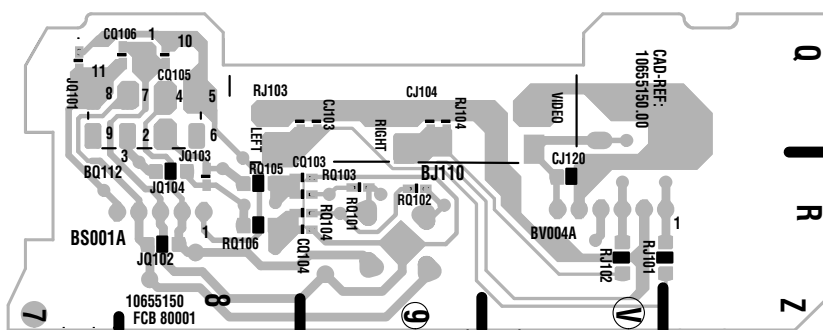 CQ106
1
10
11
CQ105
JQ101
8
7
4
5
9
2
6
3
BQ112
JQ103
JQ104
BS001A
1
JQ102
RJ103
CJ103
LEFT
RIGHT
CJ104
RJ104
VIDEO
CAD-REF:
10655150.00
Q
RQ105
CQ103
RQ103
BJ110
CJ120
RQ101
RQ102
RQ104
RQ106
CQ104
BV004A
1
R
RJ102
RJ101
7
10655150
FCB 80001
8
9
V
Z